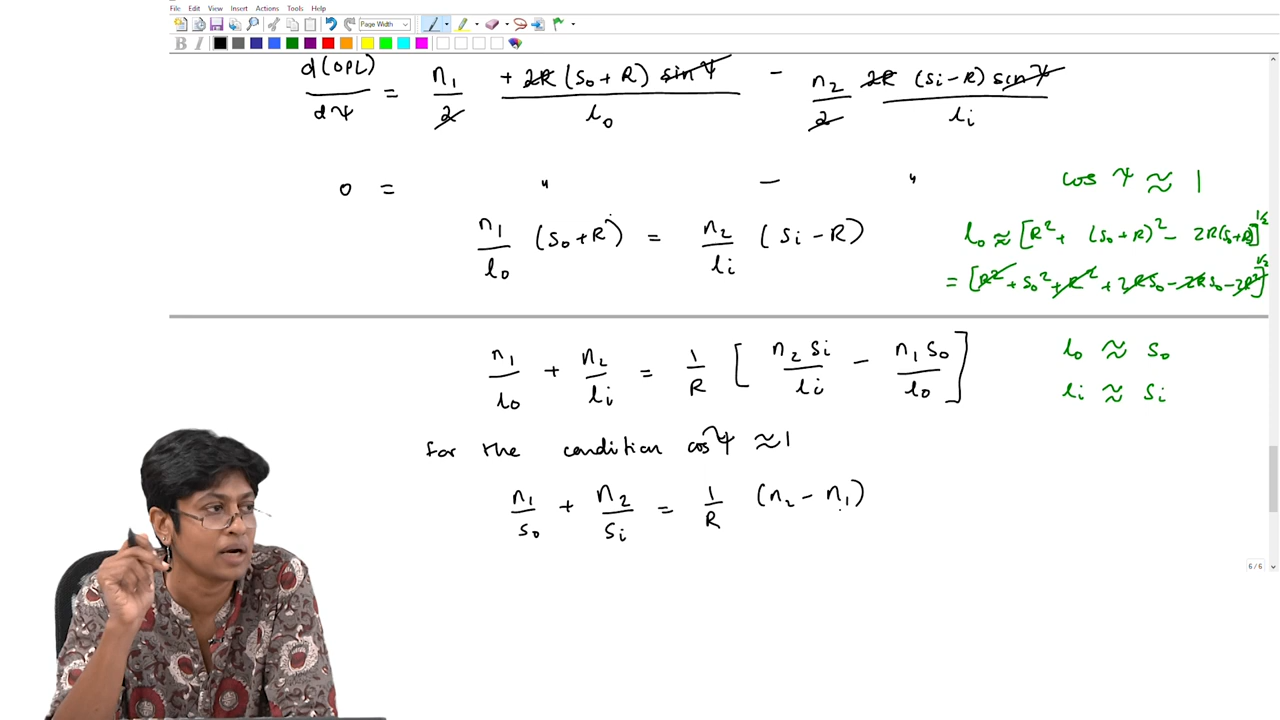 File Edit View Insert Actions Tools Help
Page Width
B I
d(OPL)/dψ = n₁/2 +2R (S₀+R) sin ψ / l₀ − n₂/2 2R (Si−R) sin ψ / li
0 = " − "
cos ψ ≈ 1
n₁/l₀ (S₀+R) = n₂/li (Si−R)
l₀ ≈ [R² + (S₀+R)² − 2R(S₀+R)]^1/2
= [R² + S₀² + R² + 2RS₀ − 2RS₀ − 2R²]^1/2
n₁/l₀ + n₂/li = 1/R [n₂Si/li − n₁S₀/l₀]
l₀ ≈ S₀
li ≈ Si
for the condition cos ψ ≈ 1
n₁/S₀ + n₂/Si = 1/R (n₂ − n₁)
6/6